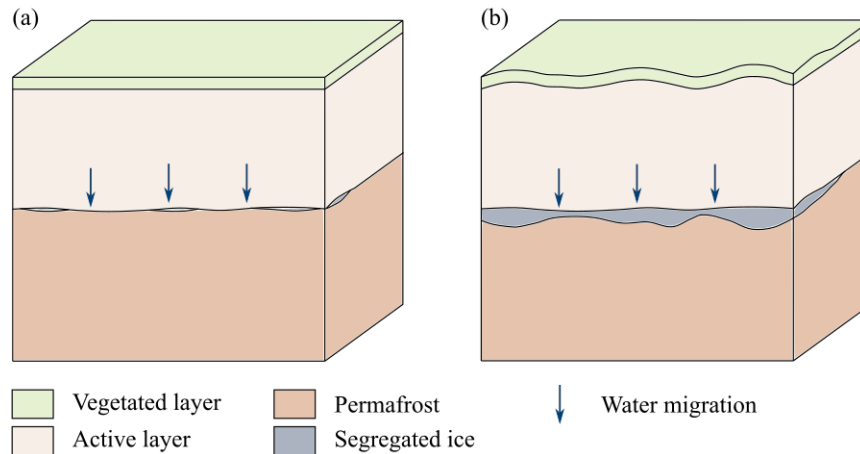 (a)
(b)
Vegetated layer
Permafrost
Water migration
Active layer
Segregated ice